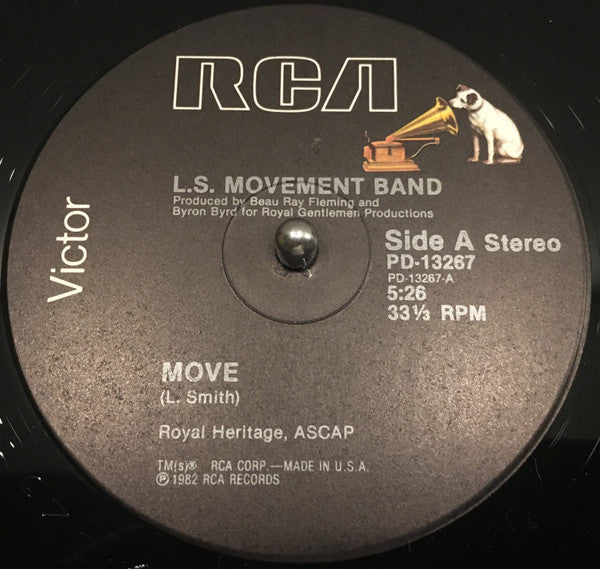 RCA
Victor
L.S. MOVEMENT BAND
Produced by Beau Ray Fleming and
Byron Byrd for Royal Gentlemen Productions
Side A Stereo
PD-13267
PD-13267-A
5:26
33⅓ RPM
MOVE
(L. Smith)
Royal Heritage, ASCAP
TM(s)® RCA CORP.—MADE IN U.S.A.
℗1982 RCA RECORDS